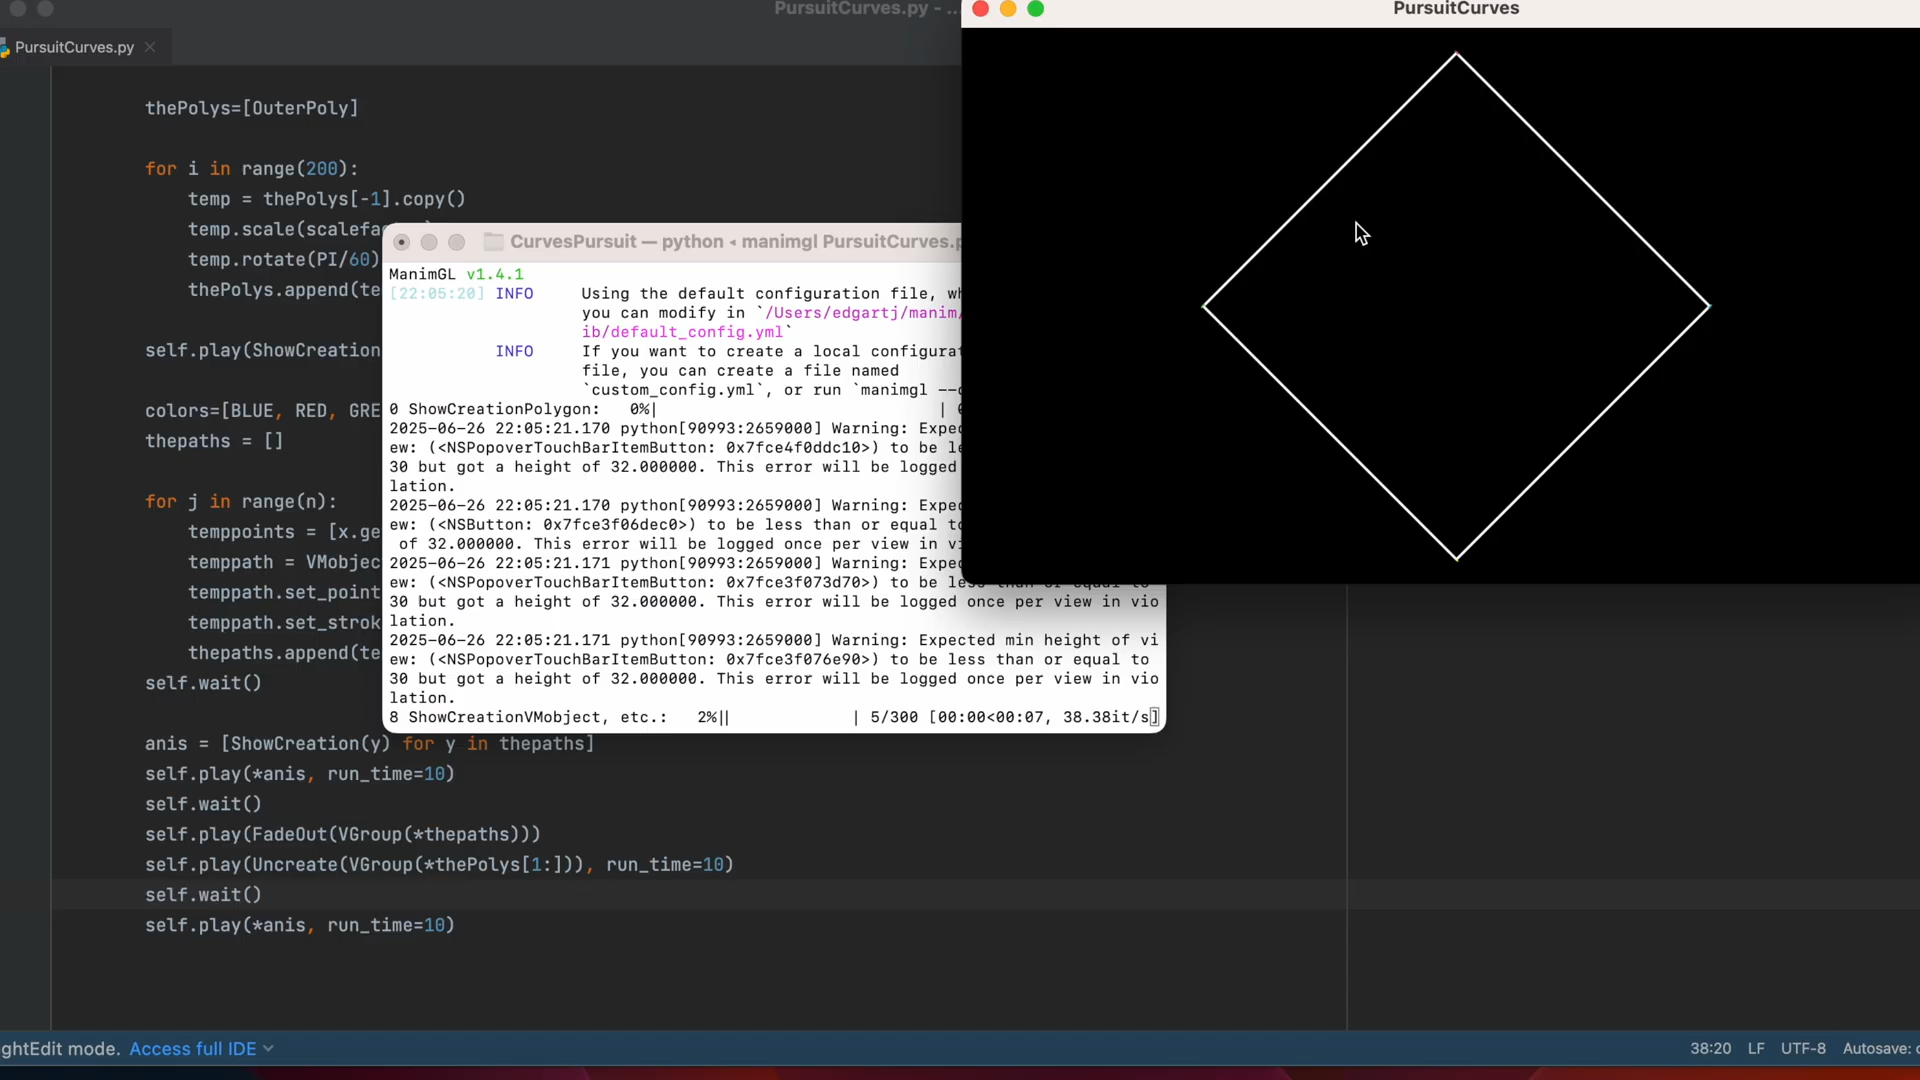 PursuitCurves.py - ...
PursuitCurves
PursuitCurves.py
thePolys=[OuterPoly]
for i in range(200):
temp = thePolys[-1].copy()
temp.scale(scalefa
temp.rotate(PI/60)
thePolys.append(te
self.play(ShowCreation
colors=[BLUE, RED, GRE
thepaths = []
for j in range(n):
temppoints = [x.ge
temppath = VMobjec
temppath.set_point
temppath.set_strok
thepaths.append(te
self.wait()
anis = [ShowCreation(y) for y in thepaths]
self.play(*anis, run_time=10)
self.wait()
self.play(FadeOut(VGroup(*thepaths)))
self.play(Uncreate(VGroup(*thePolys[1:])), run_time=10)
self.wait()
self.play(*anis, run_time=10)
CurvesPursuit — python ◂ manimgl PursuitCurves.p
ManimGL v1.4.1
[22:05:20] INFO Using the default configuration file, wh
you can modify in `/Users/edgartj/manim/
ib/default_config.yml`
INFO If you want to create a local configurat
file, you can create a file named
`custom_config.yml`, or run `manimgl --c
0 ShowCreationPolygon: 0%| | 0
2025-06-26 22:05:21.170 python[90993:2659000] Warning: Expec
ew: (<NSPopoverTouchBarItemButton: 0x7fce4f0ddc10>) to be le
30 but got a height of 32.000000. This error will be logged
lation.
2025-06-26 22:05:21.170 python[90993:2659000] Warning: Expec
ew: (<NSButton: 0x7fce3f06dec0>) to be less than or equal to
of 32.000000. This error will be logged once per view in vi
2025-06-26 22:05:21.171 python[90993:2659000] Warning: Expec
ew: (<NSPopoverTouchBarItemButton: 0x7fce3f073d70>) to be less than or equal to
30 but got a height of 32.000000. This error will be logged once per view in vio
lation.
2025-06-26 22:05:21.171 python[90993:2659000] Warning: Expected min height of vi
ew: (<NSPopoverTouchBarItemButton: 0x7fce3f076e90>) to be less than or equal to
30 but got a height of 32.000000. This error will be logged once per view in vio
lation.
8 ShowCreationVMobject, etc.: 2%|| | 5/300 [00:00<00:07, 38.38it/s]
ghtEdit mode. Access full IDE
38:20 LF UTF-8 Autosave: o